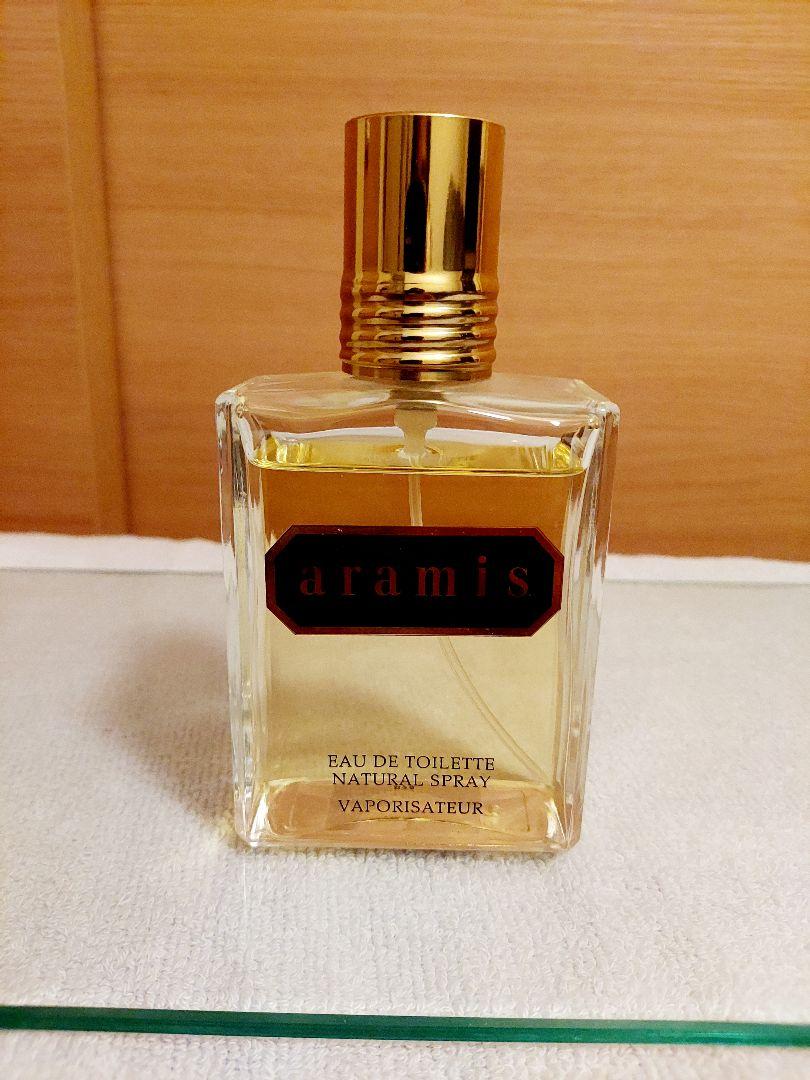 aramis
EAU DE TOILETTE
NATURAL SPRAY
VAPORISATEUR